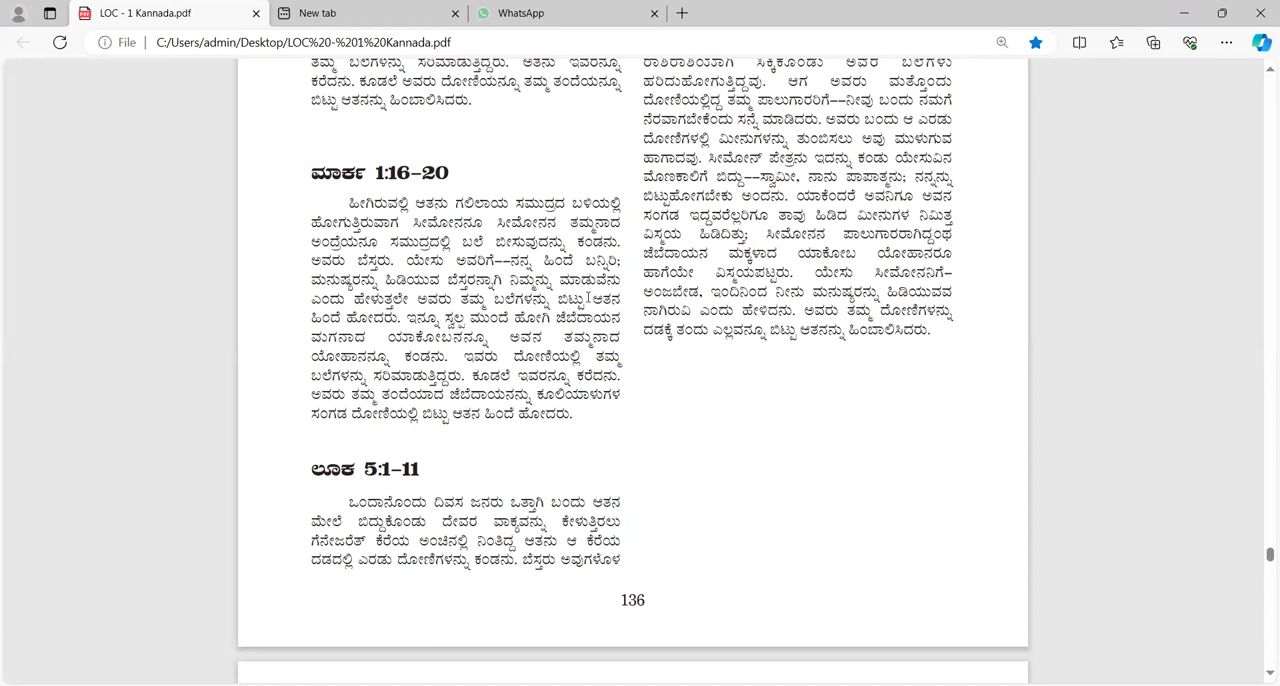 LOC - 1 Kannada.pdf
New tab
WhatsApp
File
C:/Users/admin/Desktop/LOC%20-%201%20Kannada.pdf
ತಮ್ಮ ಬಲೆಗಳನ್ನು ಸರಿಮಾಡುತ್ತಿದ್ದರು. ಆತನು ಇವರನ್ನೂ
ಕರೆದನು. ಕೂಡಲೆ ಅವರು ದೋಣಿಯನ್ನೂ ತಮ್ಮ ತಂದೆಯನ್ನೂ
ಬಿಟ್ಟು ಆತನನ್ನು ಹಿಂಬಾಲಿಸಿದರು.
ಮಾರ್ಕ 1:16-20
ಹೀಗಿರುವಲ್ಲಿ ಆತನು ಗಲಿಲಾಯ ಸಮುದ್ರದ ಬಳಿಯಲ್ಲಿ
ಹೋಗುತ್ತಿರುವಾಗ ಸೀಮೋನನೂ ಸೀಮೋನನ ತಮ್ಮನಾದ
ಅಂದ್ರೆಯನೂ ಸಮುದ್ರದಲ್ಲಿ ಬಲೆ ಬೀಸುವುದನ್ನು ಕಂಡನು.
ಅವರು ಬೆಸ್ತರು. ಯೇಸು ಅವರಿಗೆ--ನನ್ನ ಹಿಂದೆ ಬನ್ನಿರಿ;
ಮನುಷ್ಯರನ್ನು ಹಿಡಿಯುವ ಬೆಸ್ತರನ್ನಾಗಿ ನಿಮ್ಮನ್ನು ಮಾಡುವೆನು
ಎಂದು ಹೇಳುತ್ತಲೇ ಅವರು ತಮ್ಮ ಬಲೆಗಳನ್ನು ಬಿಟ್ಟು ಆತನ
ಹಿಂದೆ ಹೋದರು. ಇನ್ನೂ ಸ್ವಲ್ಪ ಮುಂದೆ ಹೋಗಿ ಜೆಬೆದಾಯನ
ಮಗನಾದ ಯಾಕೋಬನನ್ನೂ ಅವನ ತಮ್ಮನಾದ
ಯೋಹಾನನನ್ನೂ ಕಂಡನು. ಇವರು ದೋಣಿಯಲ್ಲಿ ತಮ್ಮ
ಬಲೆಗಳನ್ನು ಸರಿಮಾಡುತ್ತಿದ್ದರು. ಕೂಡಲೆ ಇವರನ್ನೂ ಕರೆದನು.
ಅವರು ತಮ್ಮ ತಂದೆಯಾದ ಜೆಬೆದಾಯನನ್ನು ಕೂಲಿಯಾಳುಗಳ
ಸಂಗಡ ದೋಣಿಯಲ್ಲಿ ಬಿಟ್ಟು ಆತನ ಹಿಂದೆ ಹೋದರು.
ಲೂಕ 5:1-11
ಒಂದಾನೊಂದು ದಿವಸ ಜನರು ಒತ್ತಾಗಿ ಬಂದು ಆತನ
ಮೇಲೆ ಬಿದ್ದುಕೊಂಡು ದೇವರ ವಾಕ್ಯವನ್ನು ಕೇಳುತ್ತಿರಲು
ಗೆನೇಜರೆತ್ ಕೆರೆಯ ಅಂಚಿನಲ್ಲಿ ನಿಂತಿದ್ದ ಆತನು ಆ ಕೆರೆಯ
ದಡದಲ್ಲಿ ಎರಡು ದೋಣಿಗಳನ್ನು ಕಂಡನು. ಬೆಸ್ತರು ಅವುಗಳೊಳ
ರಾಶಿರಾಶಿಯಾಗಿ ಸಿಕ್ಕಿಕೊಂಡು ಅವರ ಬಲೆಗಳು
ಹರಿದುಹೋಗುತ್ತಿದ್ದವು. ಆಗ ಅವರು ಮತ್ತೊಂದು
ದೋಣಿಯಲ್ಲಿದ್ದ ತಮ್ಮ ಪಾಲುಗಾರರಿಗೆ--ನೀವು ಬಂದು ನಮಗೆ
ನೆರವಾಗಬೇಕೆಂದು ಸನ್ನೆ ಮಾಡಿದರು. ಅವರು ಬಂದು ಆ ಎರಡು
ದೋಣಿಗಳಲ್ಲಿ ಮೀನುಗಳನ್ನು ತುಂಬಿಸಲು ಅವು ಮುಳುಗುವ
ಹಾಗಾದವು. ಸೀಮೋನ್ ಪೇತ್ರನು ಇದನ್ನು ಕಂಡು ಯೇಸುವಿನ
ಮೊಣಕಾಲಿಗೆ ಬಿದ್ದು--ಸ್ವಾಮೀ, ನಾನು ಪಾಪಾತ್ಮನು; ನನ್ನನ್ನು
ಬಿಟ್ಟುಹೋಗಬೇಕು ಅಂದನು. ಯಾಕೆಂದರೆ ಅವನಿಗೂ ಅವನ
ಸಂಗಡ ಇದ್ದವರೆಲ್ಲರಿಗೂ ತಾವು ಹಿಡಿದ ಮೀನುಗಳ ನಿಮಿತ್ತ
ವಿಸ್ಮಯ ಹಿಡಿದಿತ್ತು; ಸೀಮೋನನ ಪಾಲುಗಾರರಾಗಿದ್ದಂಥ
ಜೆಬೆದಾಯನ ಮಕ್ಕಳಾದ ಯಾಕೋಬ ಯೋಹಾನರೂ
ಹಾಗೆಯೇ ವಿಸ್ಮಯಪಟ್ಟರು. ಯೇಸು ಸೀಮೋನನಿಗೆ-
ಅಂಜಬೇಡ, ಇಂದಿನಿಂದ ನೀನು ಮನುಷ್ಯರನ್ನು ಹಿಡಿಯುವವ
ನಾಗಿರುವಿ ಎಂದು ಹೇಳಿದನು. ಅವರು ತಮ್ಮ ದೋಣಿಗಳನ್ನು
ದಡಕ್ಕೆ ತಂದು ಎಲ್ಲವನ್ನೂ ಬಿಟ್ಟು ಆತನನ್ನು ಹಿಂಬಾಲಿಸಿದರು.
136